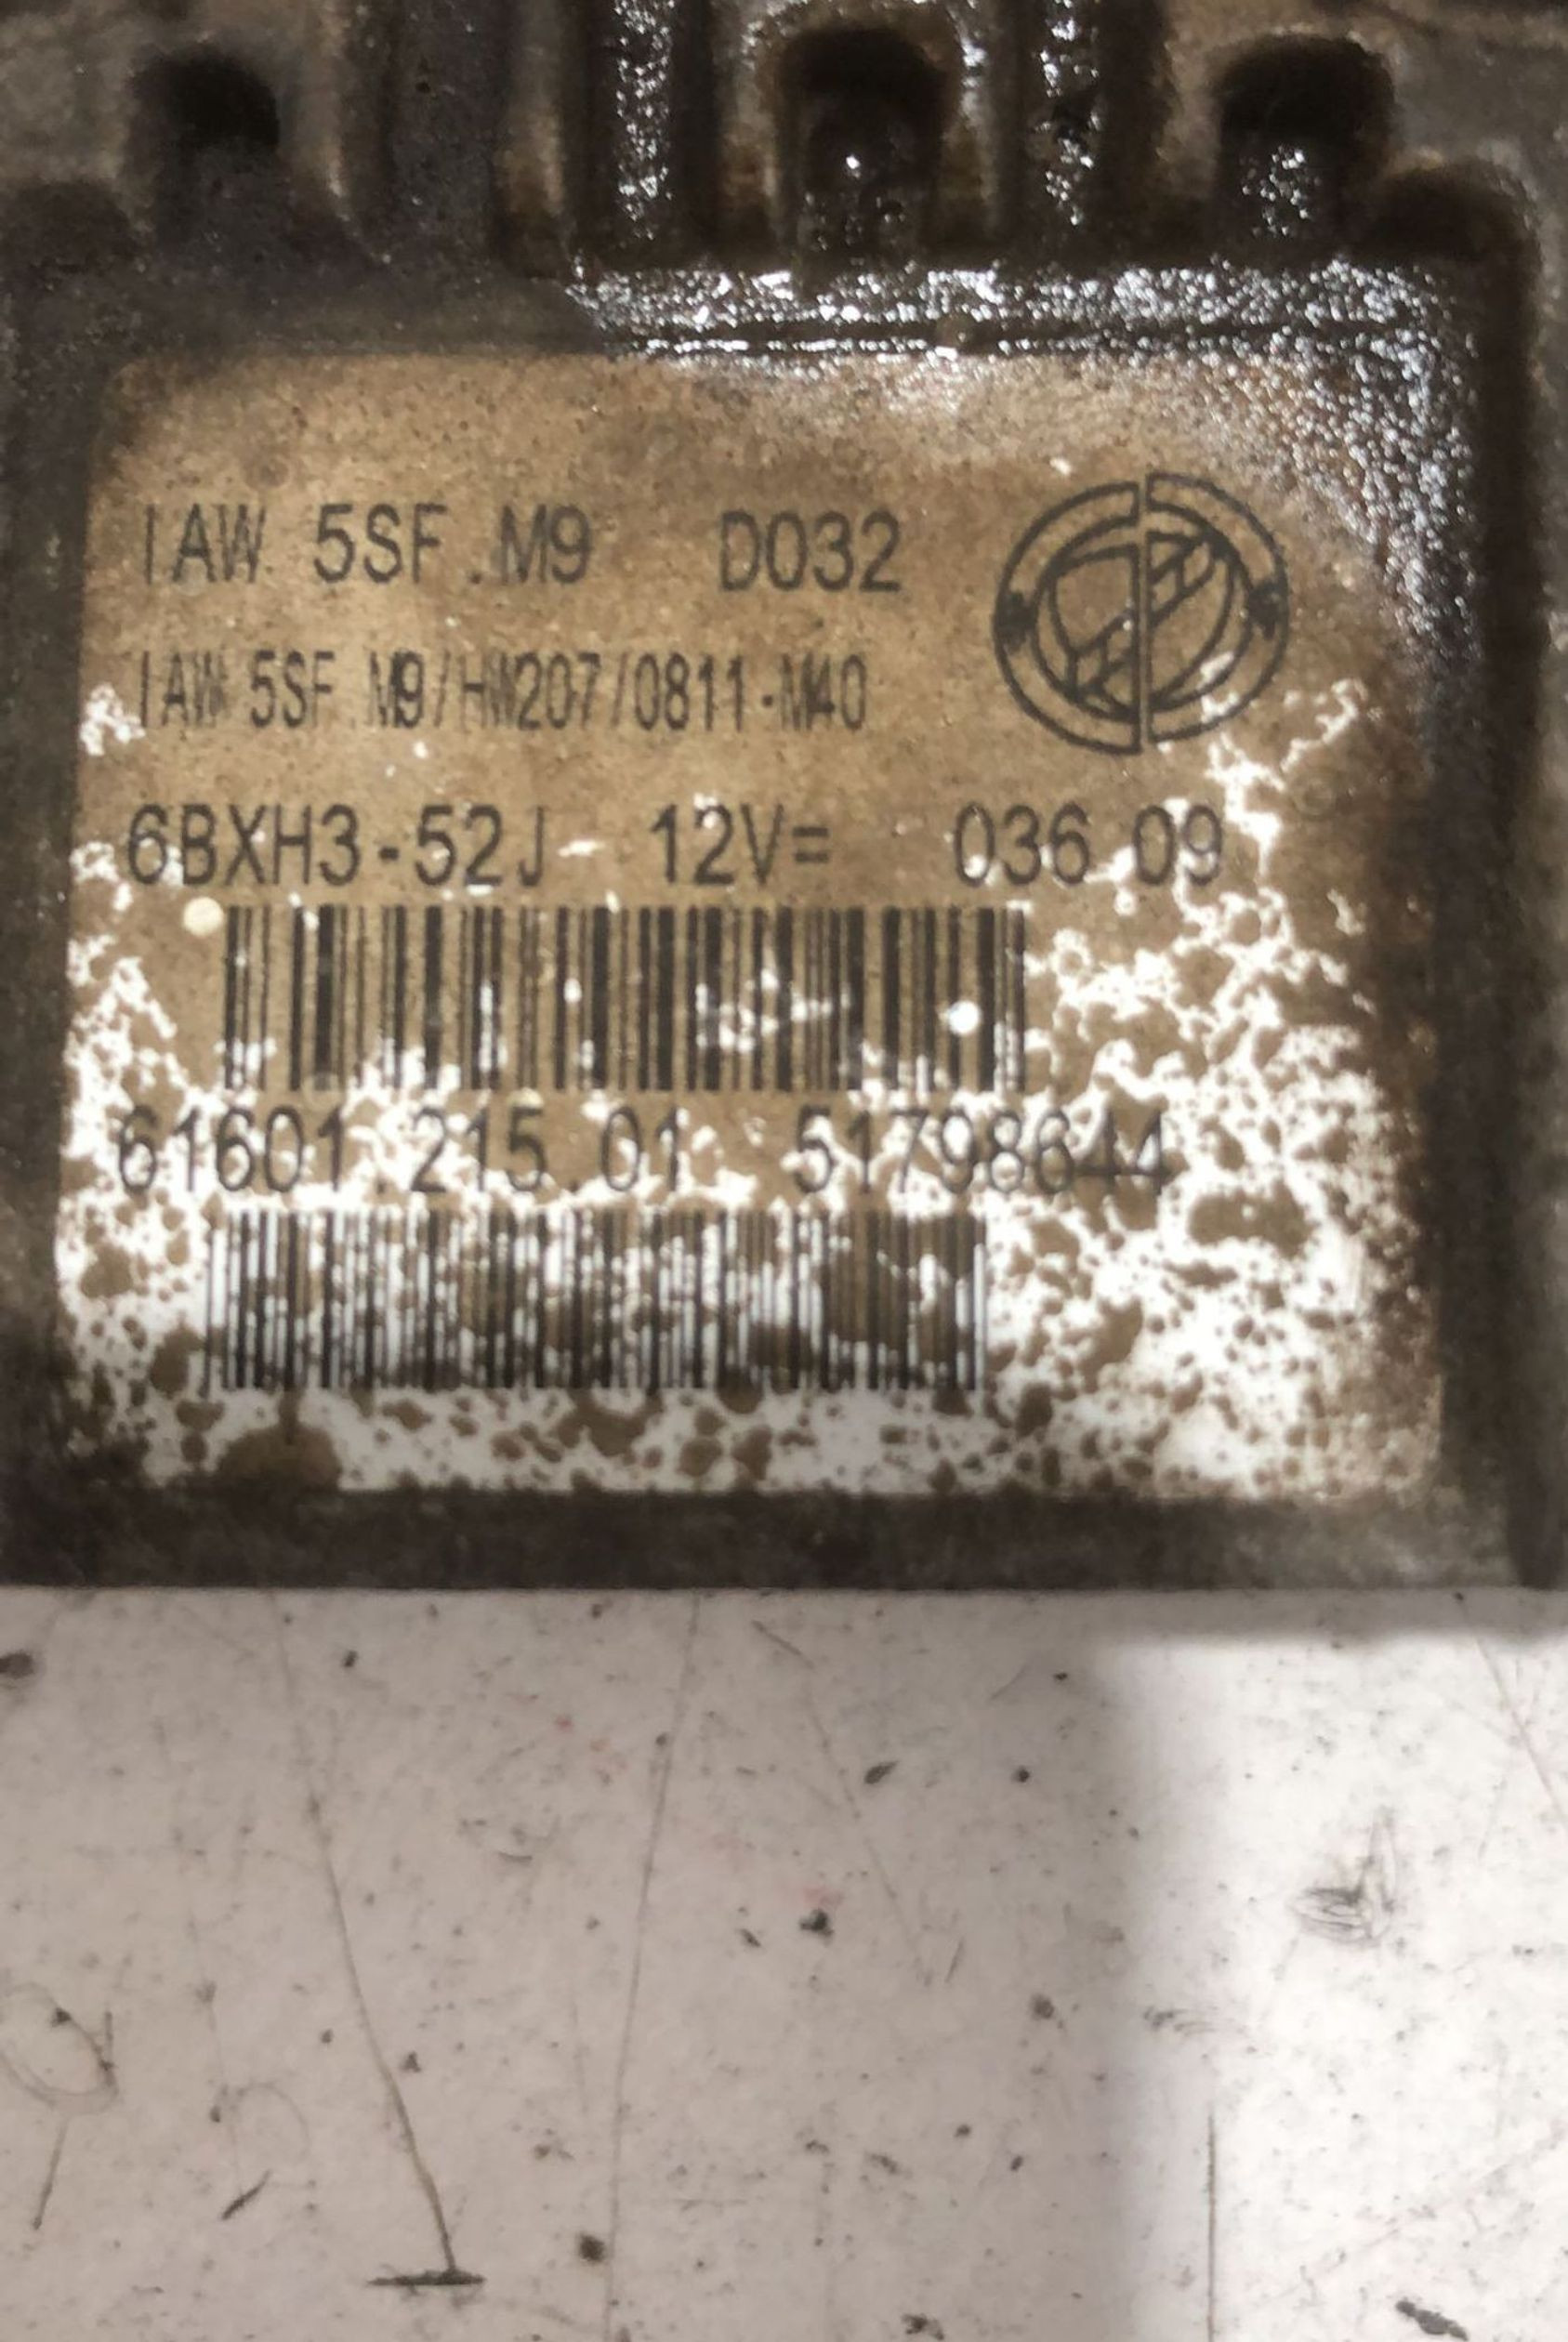 IAW 5SF.M9 D032
IAW 5SF.M9/HW207/0811-M40
6BXH3-52J 12V= 036 09
61601.215.01 51798644